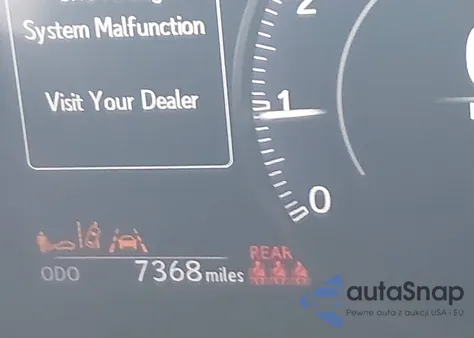 System Malfunction
Visit Your Dealer
2
1
0
REAR
ODO 7368 miles
autaSnap
Pewne auta z aukcji USA i EU